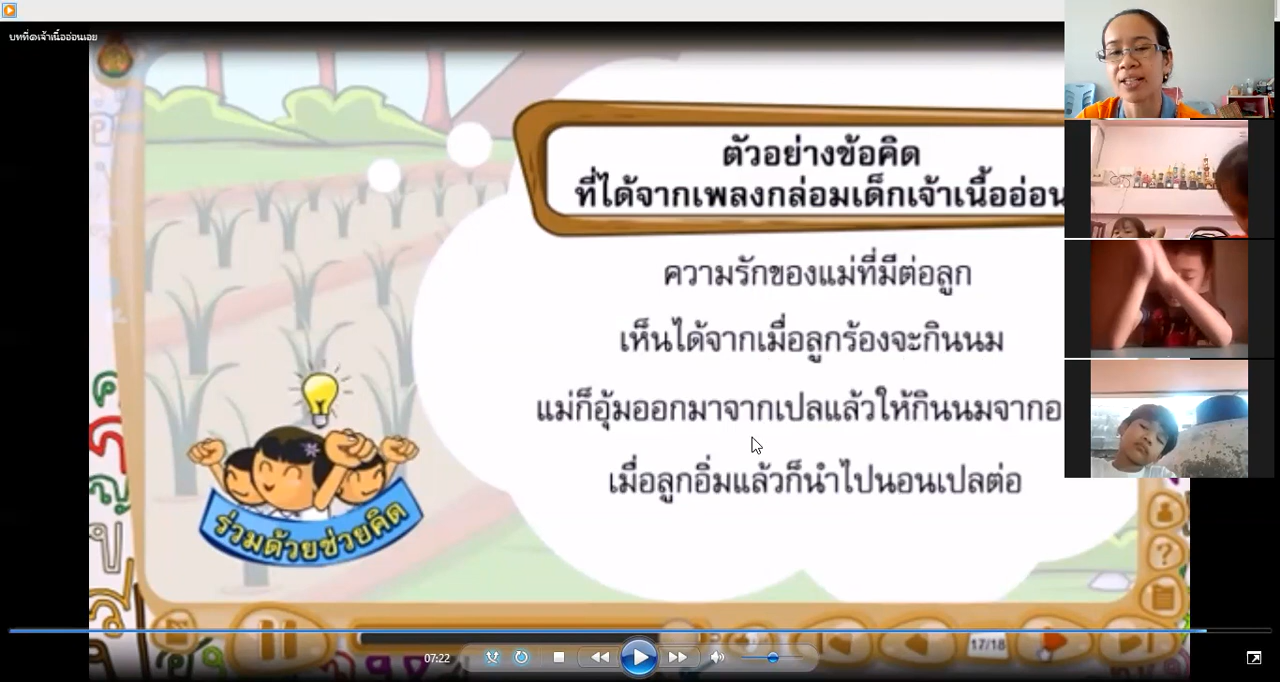 บทที่๑เจ้าเนื้ออ่อนเอย
ตัวอย่างข้อคิด
ที่ได้จากเพลงกล่อมเด็กเจ้าเนื้ออ่อน
ความรักของแม่ที่มีต่อลูก
เห็นได้จากเมื่อลูกร้องจะกินนม
แม่ก็อุ้มออกมาจากเปลแล้วให้กินนมจากอ
เมื่อลูกอิ่มแล้วก็นำไปนอนเปลต่อ
ร่วมด้วยช่วยคิด
17/18
07:22